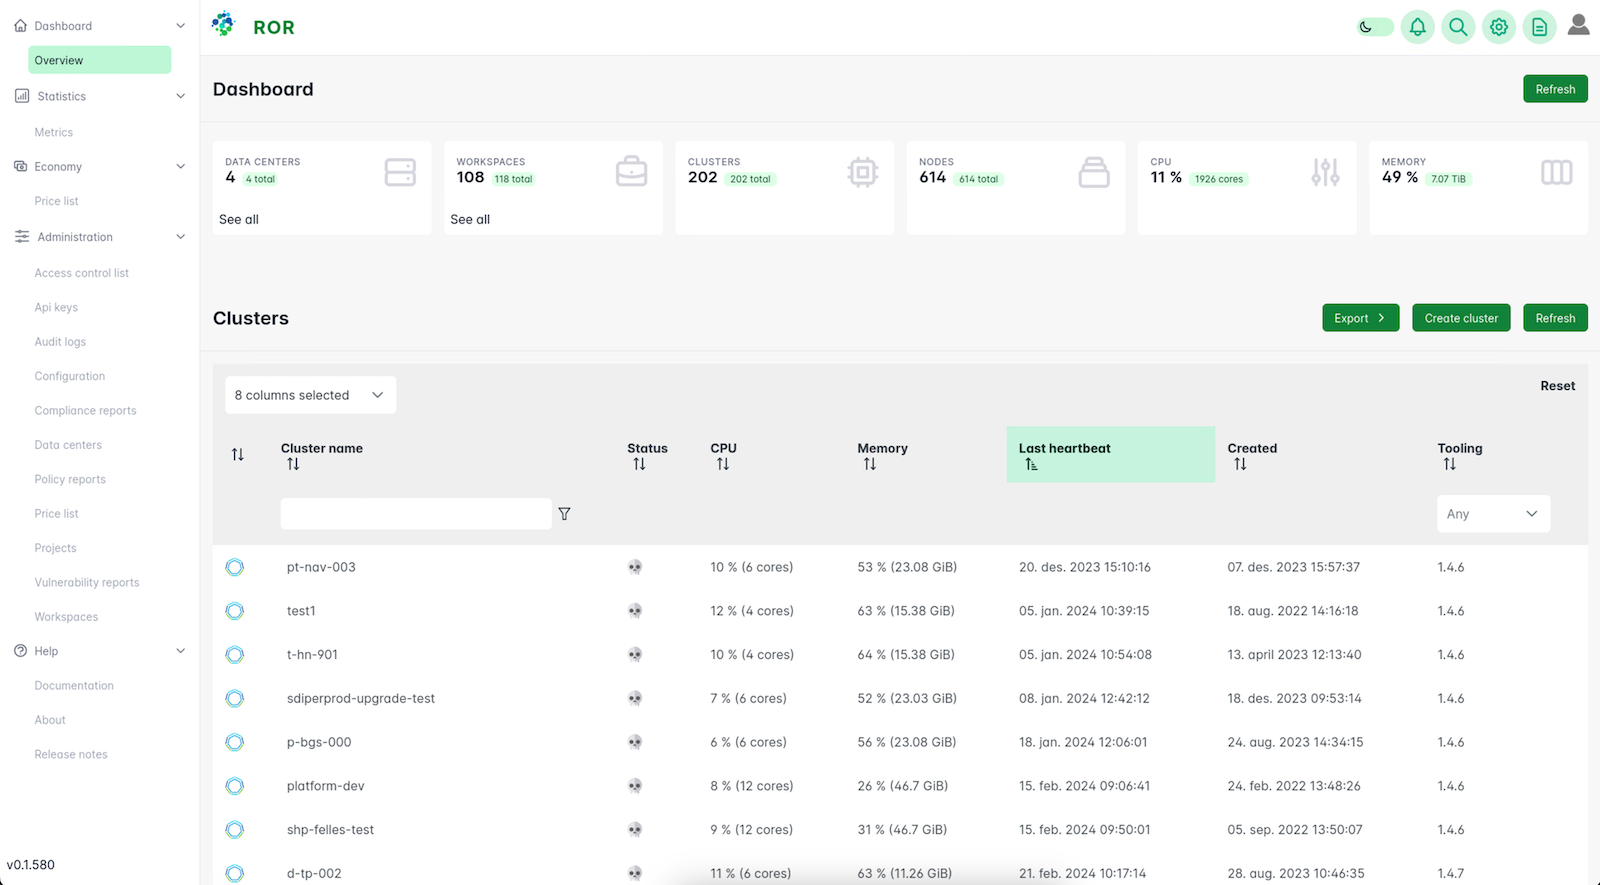 Dashboard
Overview
Statistics
Metrics
Economy
Price list
Administration
Access control list
Api keys
Audit logs
Configuration
Compliance reports
Data centers
Policy reports
Price list
Projects
Vulnerability reports
Workspaces
Help
Documentation
About
Release notes
v0.1.580
ROR
Dashboard
Refresh
DATA CENTERS
4 4 total
See all
WORKSPACES
108 118 total
See all
CLUSTERS
202 202 total
NODES
614 614 total
CPU
11 % 1926 cores
MEMORY
49 % 7.07 TiB
Clusters
Export
Create cluster
Refresh
8 columns selected
Reset
Cluster name Status CPU Memory Last heartbeat Created Tooling
Any
pt-nav-003 10 % (6 cores) 53 % (23.08 GiB) 20. des. 2023 15:10:16 07. des. 2023 15:57:37 1.4.6
test1 12 % (4 cores) 63 % (15.38 GiB) 05. jan. 2024 10:39:15 18. aug. 2022 14:16:18 1.4.6
t-hn-901 10 % (4 cores) 64 % (15.38 GiB) 05. jan. 2024 10:54:08 13. april 2023 12:13:40 1.4.6
sdiperprod-upgrade-test 7 % (6 cores) 52 % (23.03 GiB) 08. jan. 2024 12:42:12 18. des. 2023 09:53:14 1.4.6
p-bgs-000 6 % (6 cores) 56 % (23.08 GiB) 18. jan. 2024 12:06:01 24. aug. 2023 14:34:15 1.4.6
platform-dev 8 % (12 cores) 26 % (46.7 GiB) 15. feb. 2024 09:06:41 24. feb. 2022 13:48:26 1.4.6
shp-felles-test 9 % (12 cores) 31 % (46.7 GiB) 15. feb. 2024 09:50:01 05. sep. 2022 13:50:07 1.4.6
d-tp-002 11 % (6 cores) 63 % (11.26 GiB) 21. feb. 2024 10:17:14 28. aug. 2023 10:46:35 1.4.7